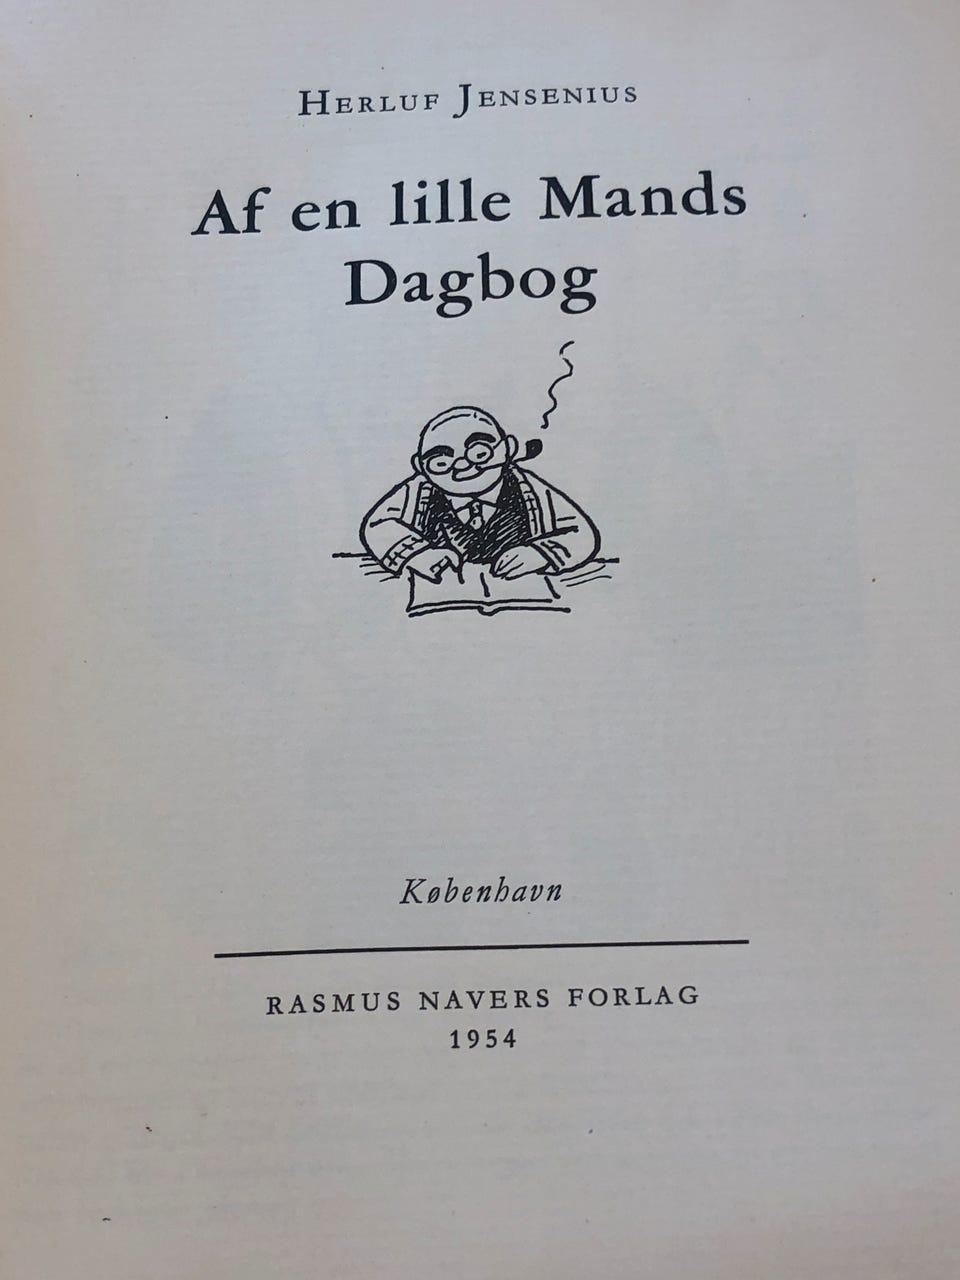 Herluf Jensenius
Af en lille Mands
Dagbog
København
RASMUS NAVERS FORLAG
1954